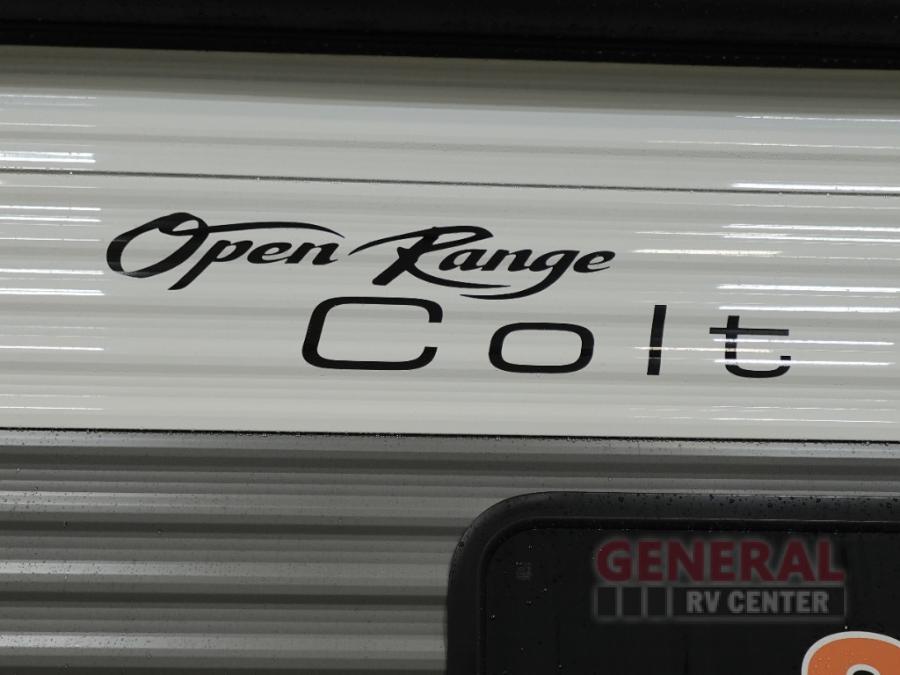 Open Range
Colt
GENERAL
RV CENTER